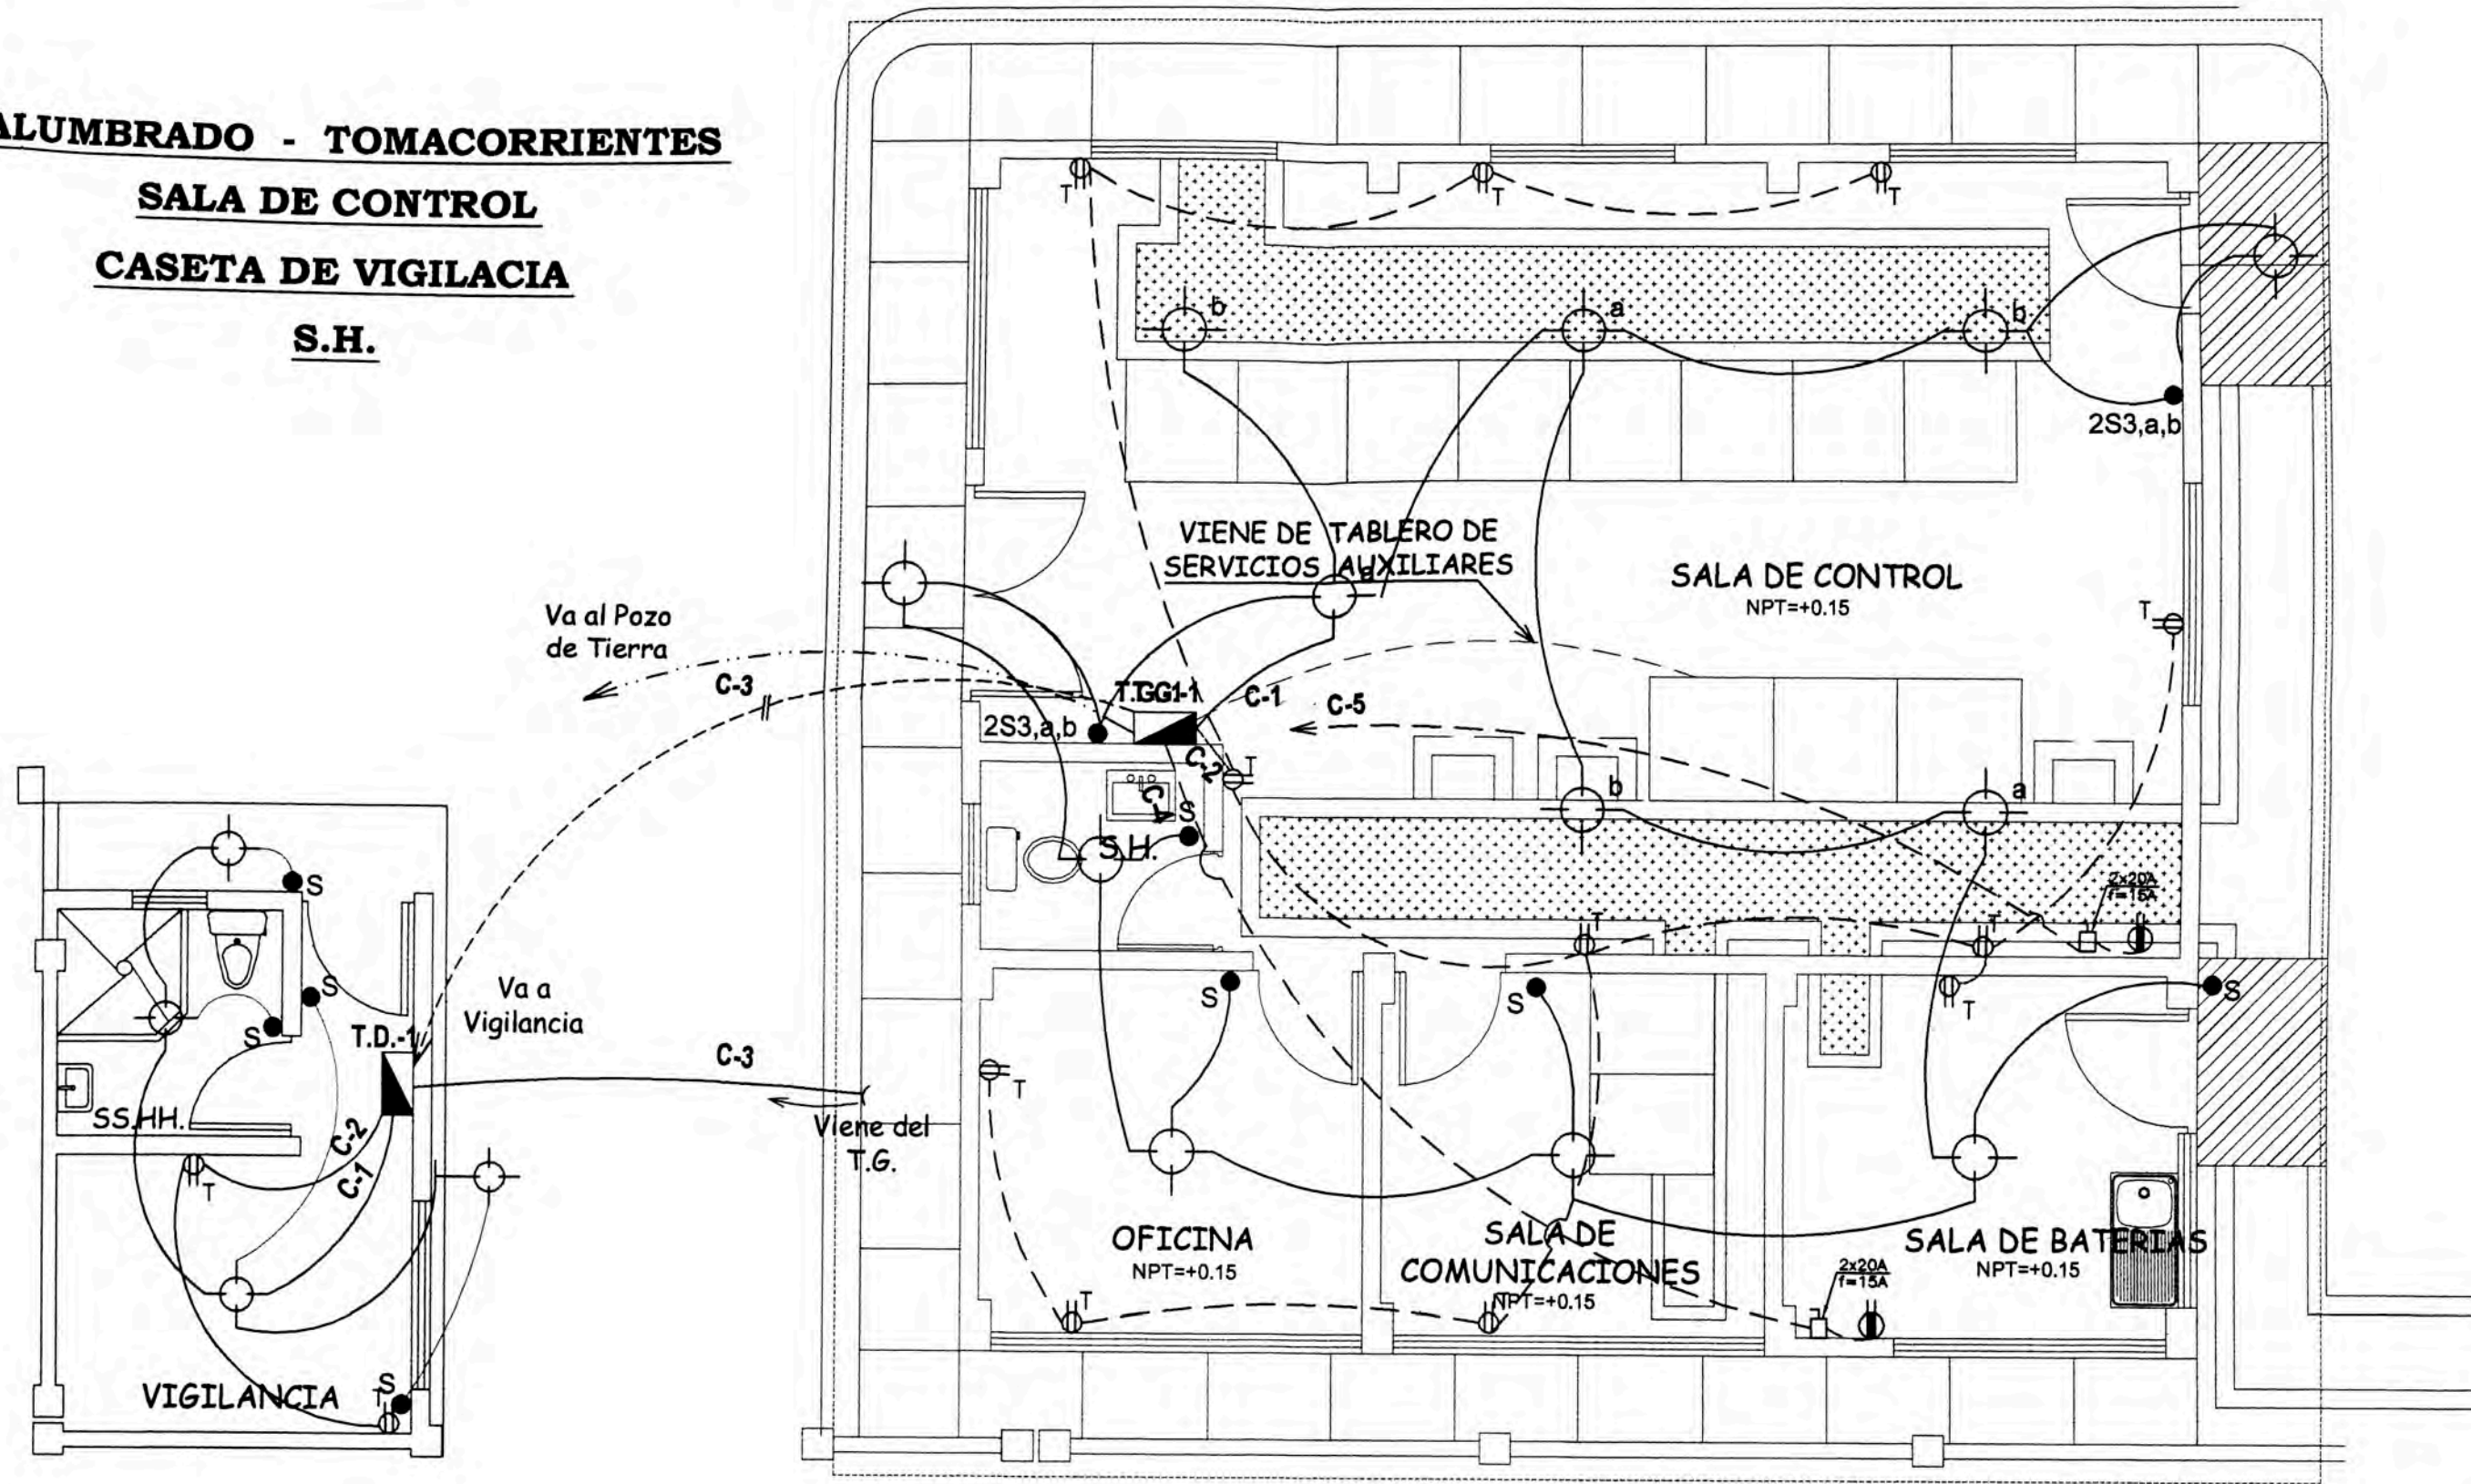 ALUMBRADO - TOMACORRIENTES
SALA DE CONTROL
CASETA DE VIGILACIA
S.H.
T
T
T
b
a
b
2S3,a,b
VIENE DE TABLERO DE
SERVICIOS AUXILIARES
a
SALA DE CONTROL
NPT=+0.15
T
Va al Pozo
de Tierra
C-3
C-1
C-5
2S3,a,b
C-2
T
C-4
S
S.H.
b
a
2x20A
f=15A
T
T
T
S
S
S
S
S
S
T.D.-1
Va a
Vigilancia
C-3
Viene del
T.G.
SS.HH.
C-2
C-1
T
T
OFICINA
NPT=+0.15
SALA DE
COMUNICACIONES
NPT=+0.15
SALA DE BATERIAS
NPT=+0.15
2x20A
f=15A
T
VIGILANCIA
S
T